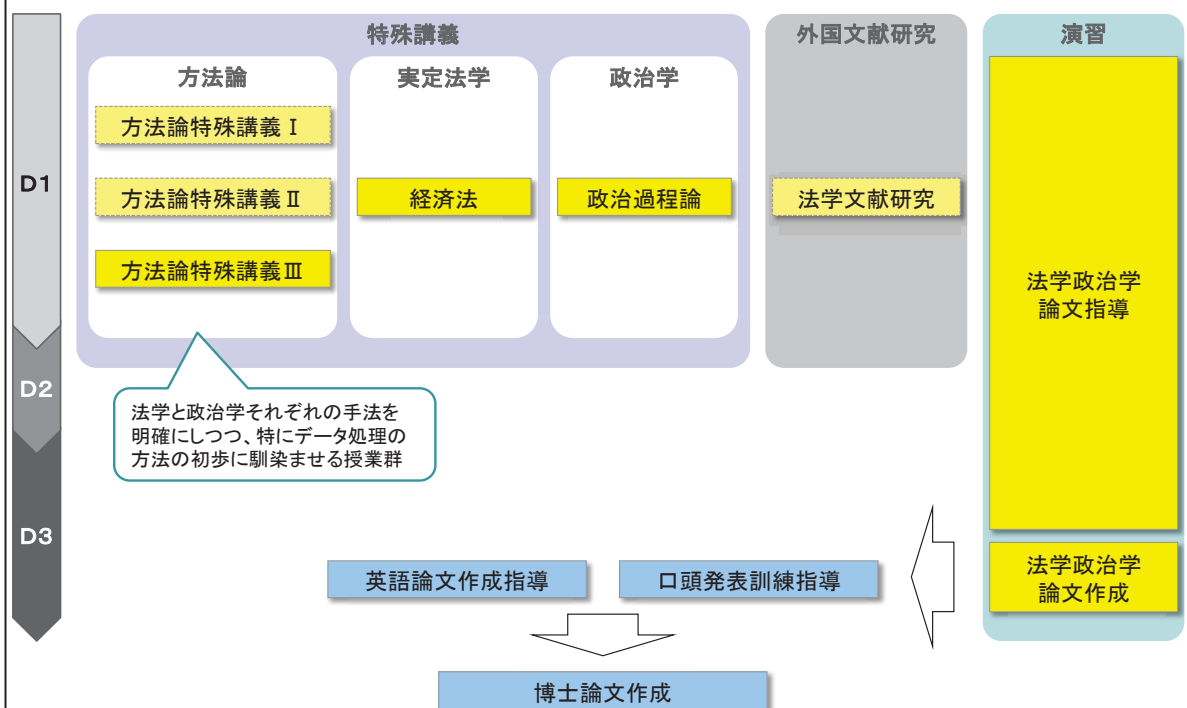 特殊講義
外国文献研究
演習
方法論
実定法学
政治学
方法論特殊講義Ⅰ
D1
方法論特殊講義Ⅱ
経済法
政治過程論
法学文献研究
方法論特殊講義Ⅲ
法学政治学
論文指導
D2
法学と政治学それぞれの手法を
明確にしつつ、特にデータ処理の
方法の初歩に馴染ませる授業群
D3
英語論文作成指導
口頭発表訓練指導
法学政治学
論文作成
博士論文作成